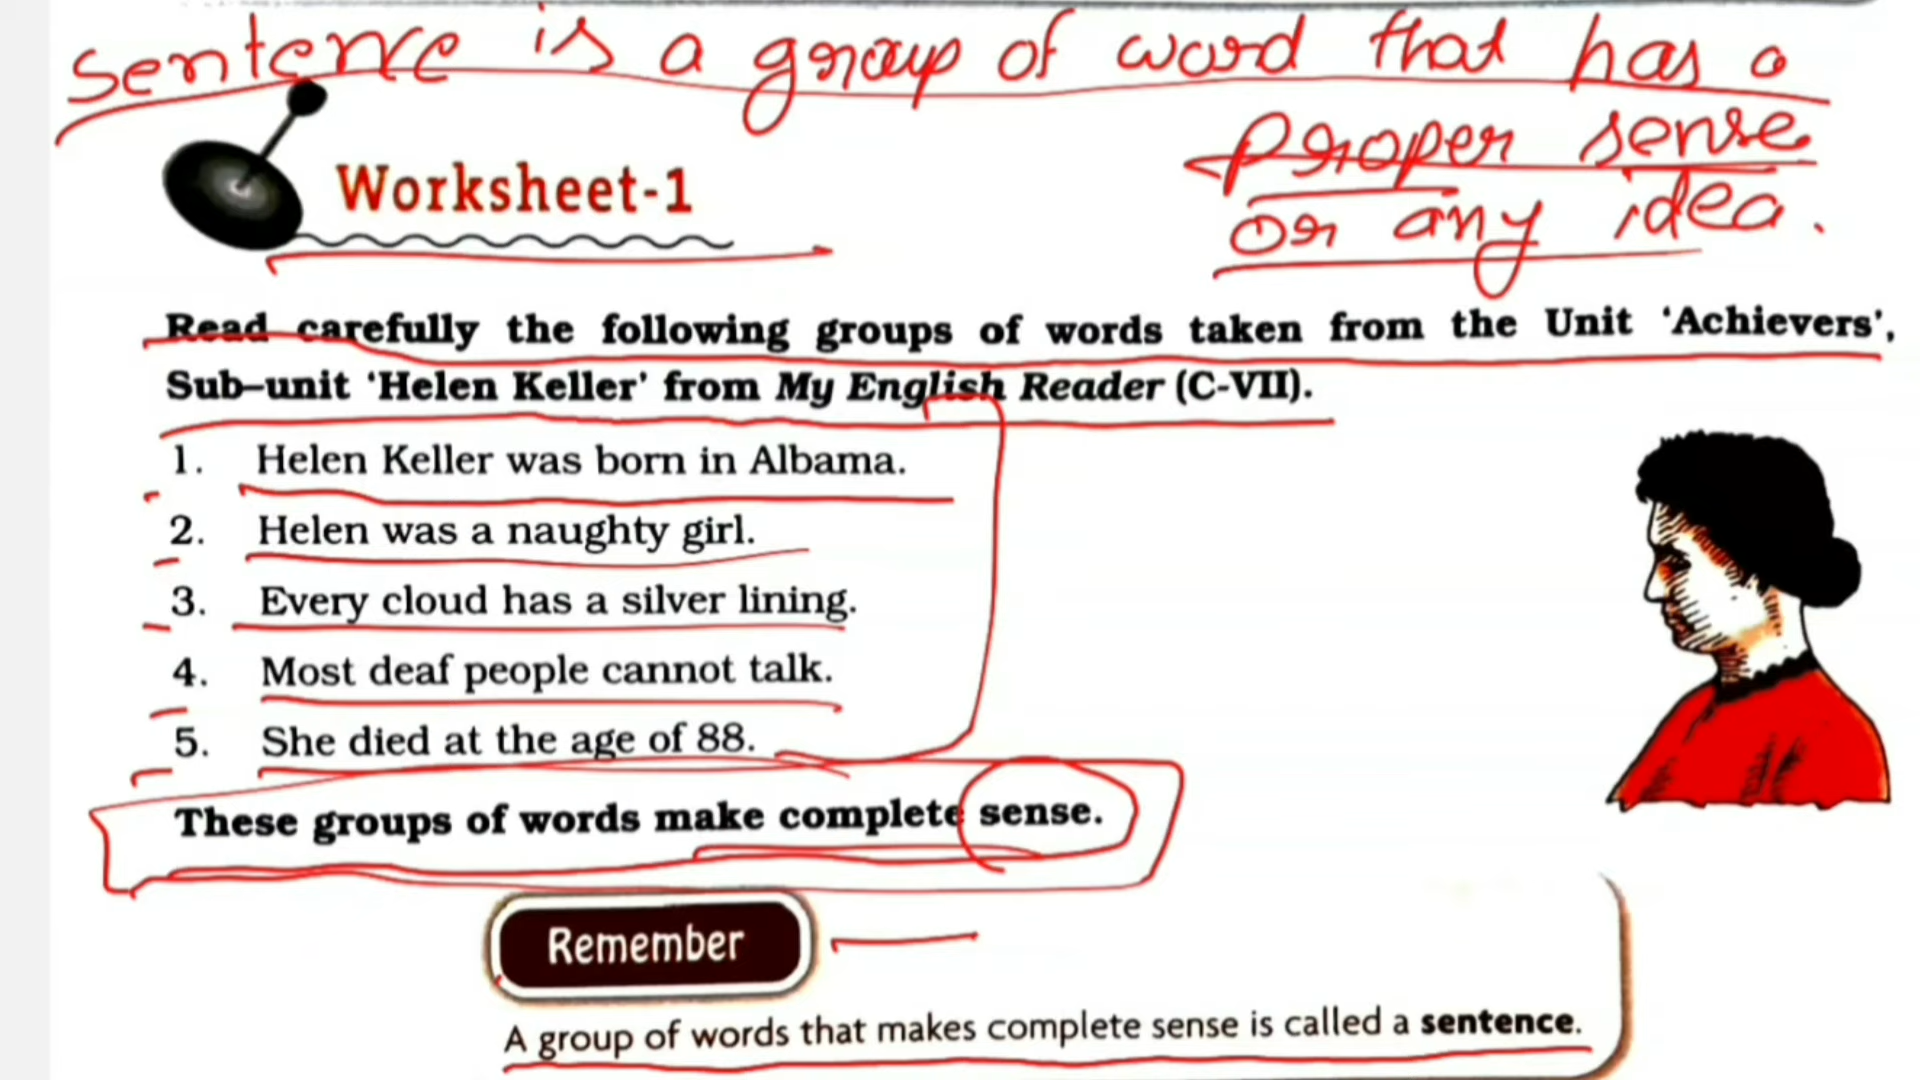 Sentence is a group of word that has a
proper sense
or any idea.
Worksheet-1
Read carefully the following groups of words taken from the Unit ‘Achievers’,
Sub–unit ‘Helen Keller’ from My English Reader (C-VII).
1. Helen Keller was born in Albama.
2. Helen was a naughty girl.
3. Every cloud has a silver lining.
4. Most deaf people cannot talk.
5. She died at the age of 88.
These groups of words make complete sense.
Remember
A group of words that makes complete sense is called a sentence.